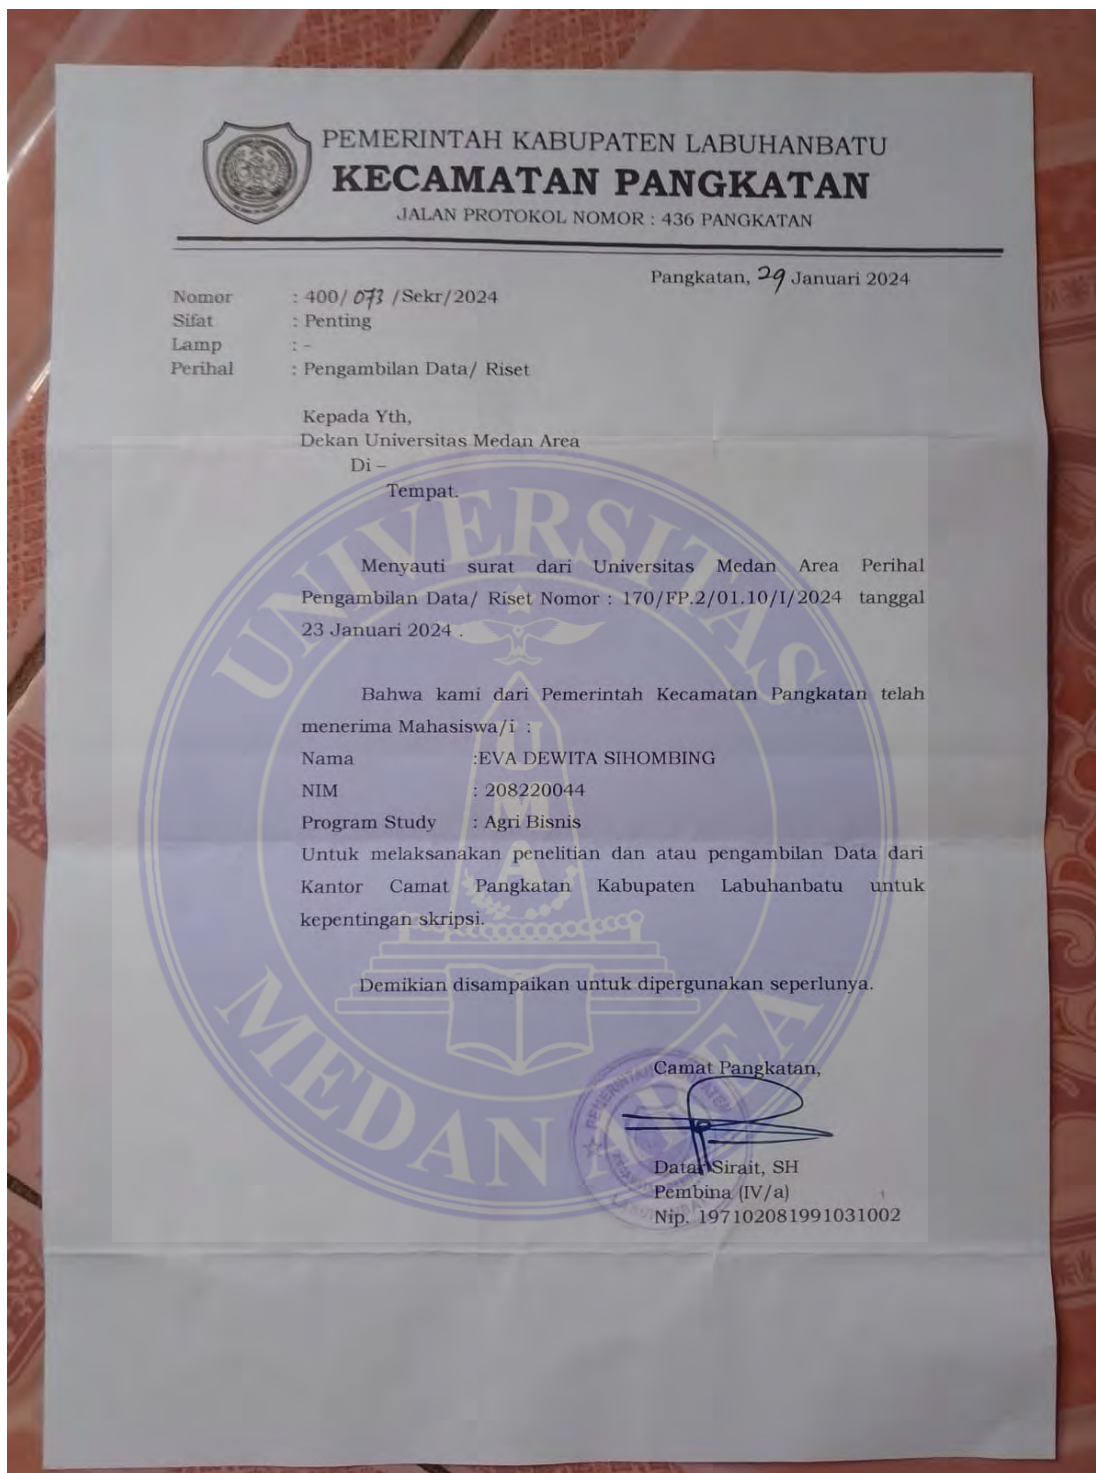 PEMERINTAH KABUPATEN LABUHANBATU
KECAMATAN PANGKATAN
JALAN PROTOKOL NOMOR : 436 PANGKATAN
Pangkatan, 29 Januari 2024
Nomor : 400/ 073 /Sekr/2024
Sifat : Penting
Lamp : -
Perihal : Pengambilan Data/ Riset
Kepada Yth,
Dekan Universitas Medan Area
Di –
Tempat.
Menyauti surat dari Universitas Medan Area Perihal
Pengambilan Data/ Riset Nomor : 170/FP.2/01.10/I/2024 tanggal
23 Januari 2024 .
Bahwa kami dari Pemerintah Kecamatan Pangkatan telah
menerima Mahasiswa/i :
Nama :EVA DEWITA SIHOMBING
NIM : 208220044
Program Study : Agri Bisnis
Untuk melaksanakan penelitian dan atau pengambilan Data dari
Kantor Camat Pangkatan Kabupaten Labuhanbatu untuk
kepentingan skripsi.
Demikian disampaikan untuk dipergunakan seperlunya.
Camat Pangkatan,
Datar Sirait, SH
Pembina (IV/a)
Nip. 197102081991031002
UNIVERSITAS
MEDAN AREA
UMA